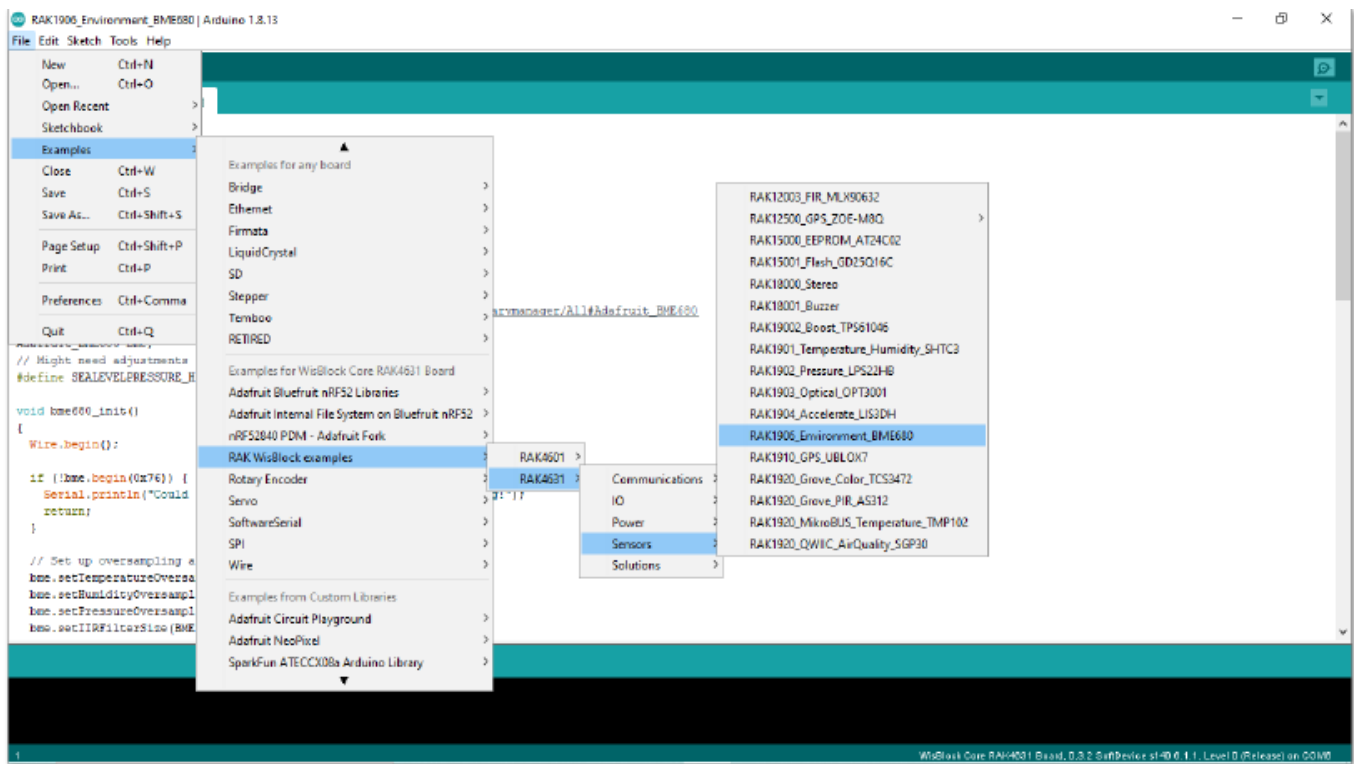 RAK1906_Environment_BME680 | Arduino 1.8.13
File Edit Sketch Tools Help
New Ctrl+N
Open... Ctrl+O
Open Recent
Sketchbook
Examples
Close Ctrl+W
Save Ctrl+S
Save As... Ctrl+Shift+S
Page Setup Ctrl+Shift+P
Print Ctrl+P
Preferences Ctrl+Comma
Quit Ctrl+Q
Examples for any board
Bridge
Ethernet
Firmata
LiquidCrystal
SD
Stepper
Temboo
RETIRED
Examples for WisBlock Core RAK4631 Board
Adafruit Bluefruit nRF52 Libraries
Adafruit Internal File System on Bluefruit nRF52
nRF52840 PDM - Adafruit Fork
RAK WisBlock examples
Rotary Encoder
Servo
SoftwareSerial
SPI
Wire
Examples from Custom Libraries
Adafruit Circuit Playground
Adafruit NeoPixel
SparkFun ATECCX08a Arduino Library
RAK4601
RAK4631
Communications
IO
Power
Sensors
Solutions
RAK12003_FIR_MLX90632
RAK12500_GPS_ZOE-M8Q
RAK15000_EEPROM_AT24C02
RAK15001_Flash_GD25Q16C
RAK18000_Stereo
RAK18001_Buzzer
RAK19002_Boost_TPS61046
RAK1901_Temperature_Humidity_SHTC3
RAK1902_Pressure_LPS22HB
RAK1903_Optical_OPT3001
RAK1904_Accelerate_LIS3DH
RAK1906_Environment_BME680
RAK1910_GPS_UBLOX7
RAK1920_Grove_Color_TCS3472
RAK1920_Grove_PIR_AS312
RAK1920_MikroBUS_Temperature_TMP102
RAK1920_QWIIC_AirQuality_SGP30
arymanager/All#Adafruit_BME680
// Might need adjustments
#define SEALEVELPRESSURE_H
void bme680_init()
{
Wire.begin();
if (!bme.begin(0x76)) {
Serial.println("Could
return;
}
// Set up oversampling a
bme.setTemperatureOversa
bme.setHumidityOversampl
bme.setPressureOversampl
bme.setIIRFilterSize(BME
1
WisBlock Core RAK4631 Board, 0.3.2 SoftDevice s140 6.1.1, Level 0 (Release) on COM8